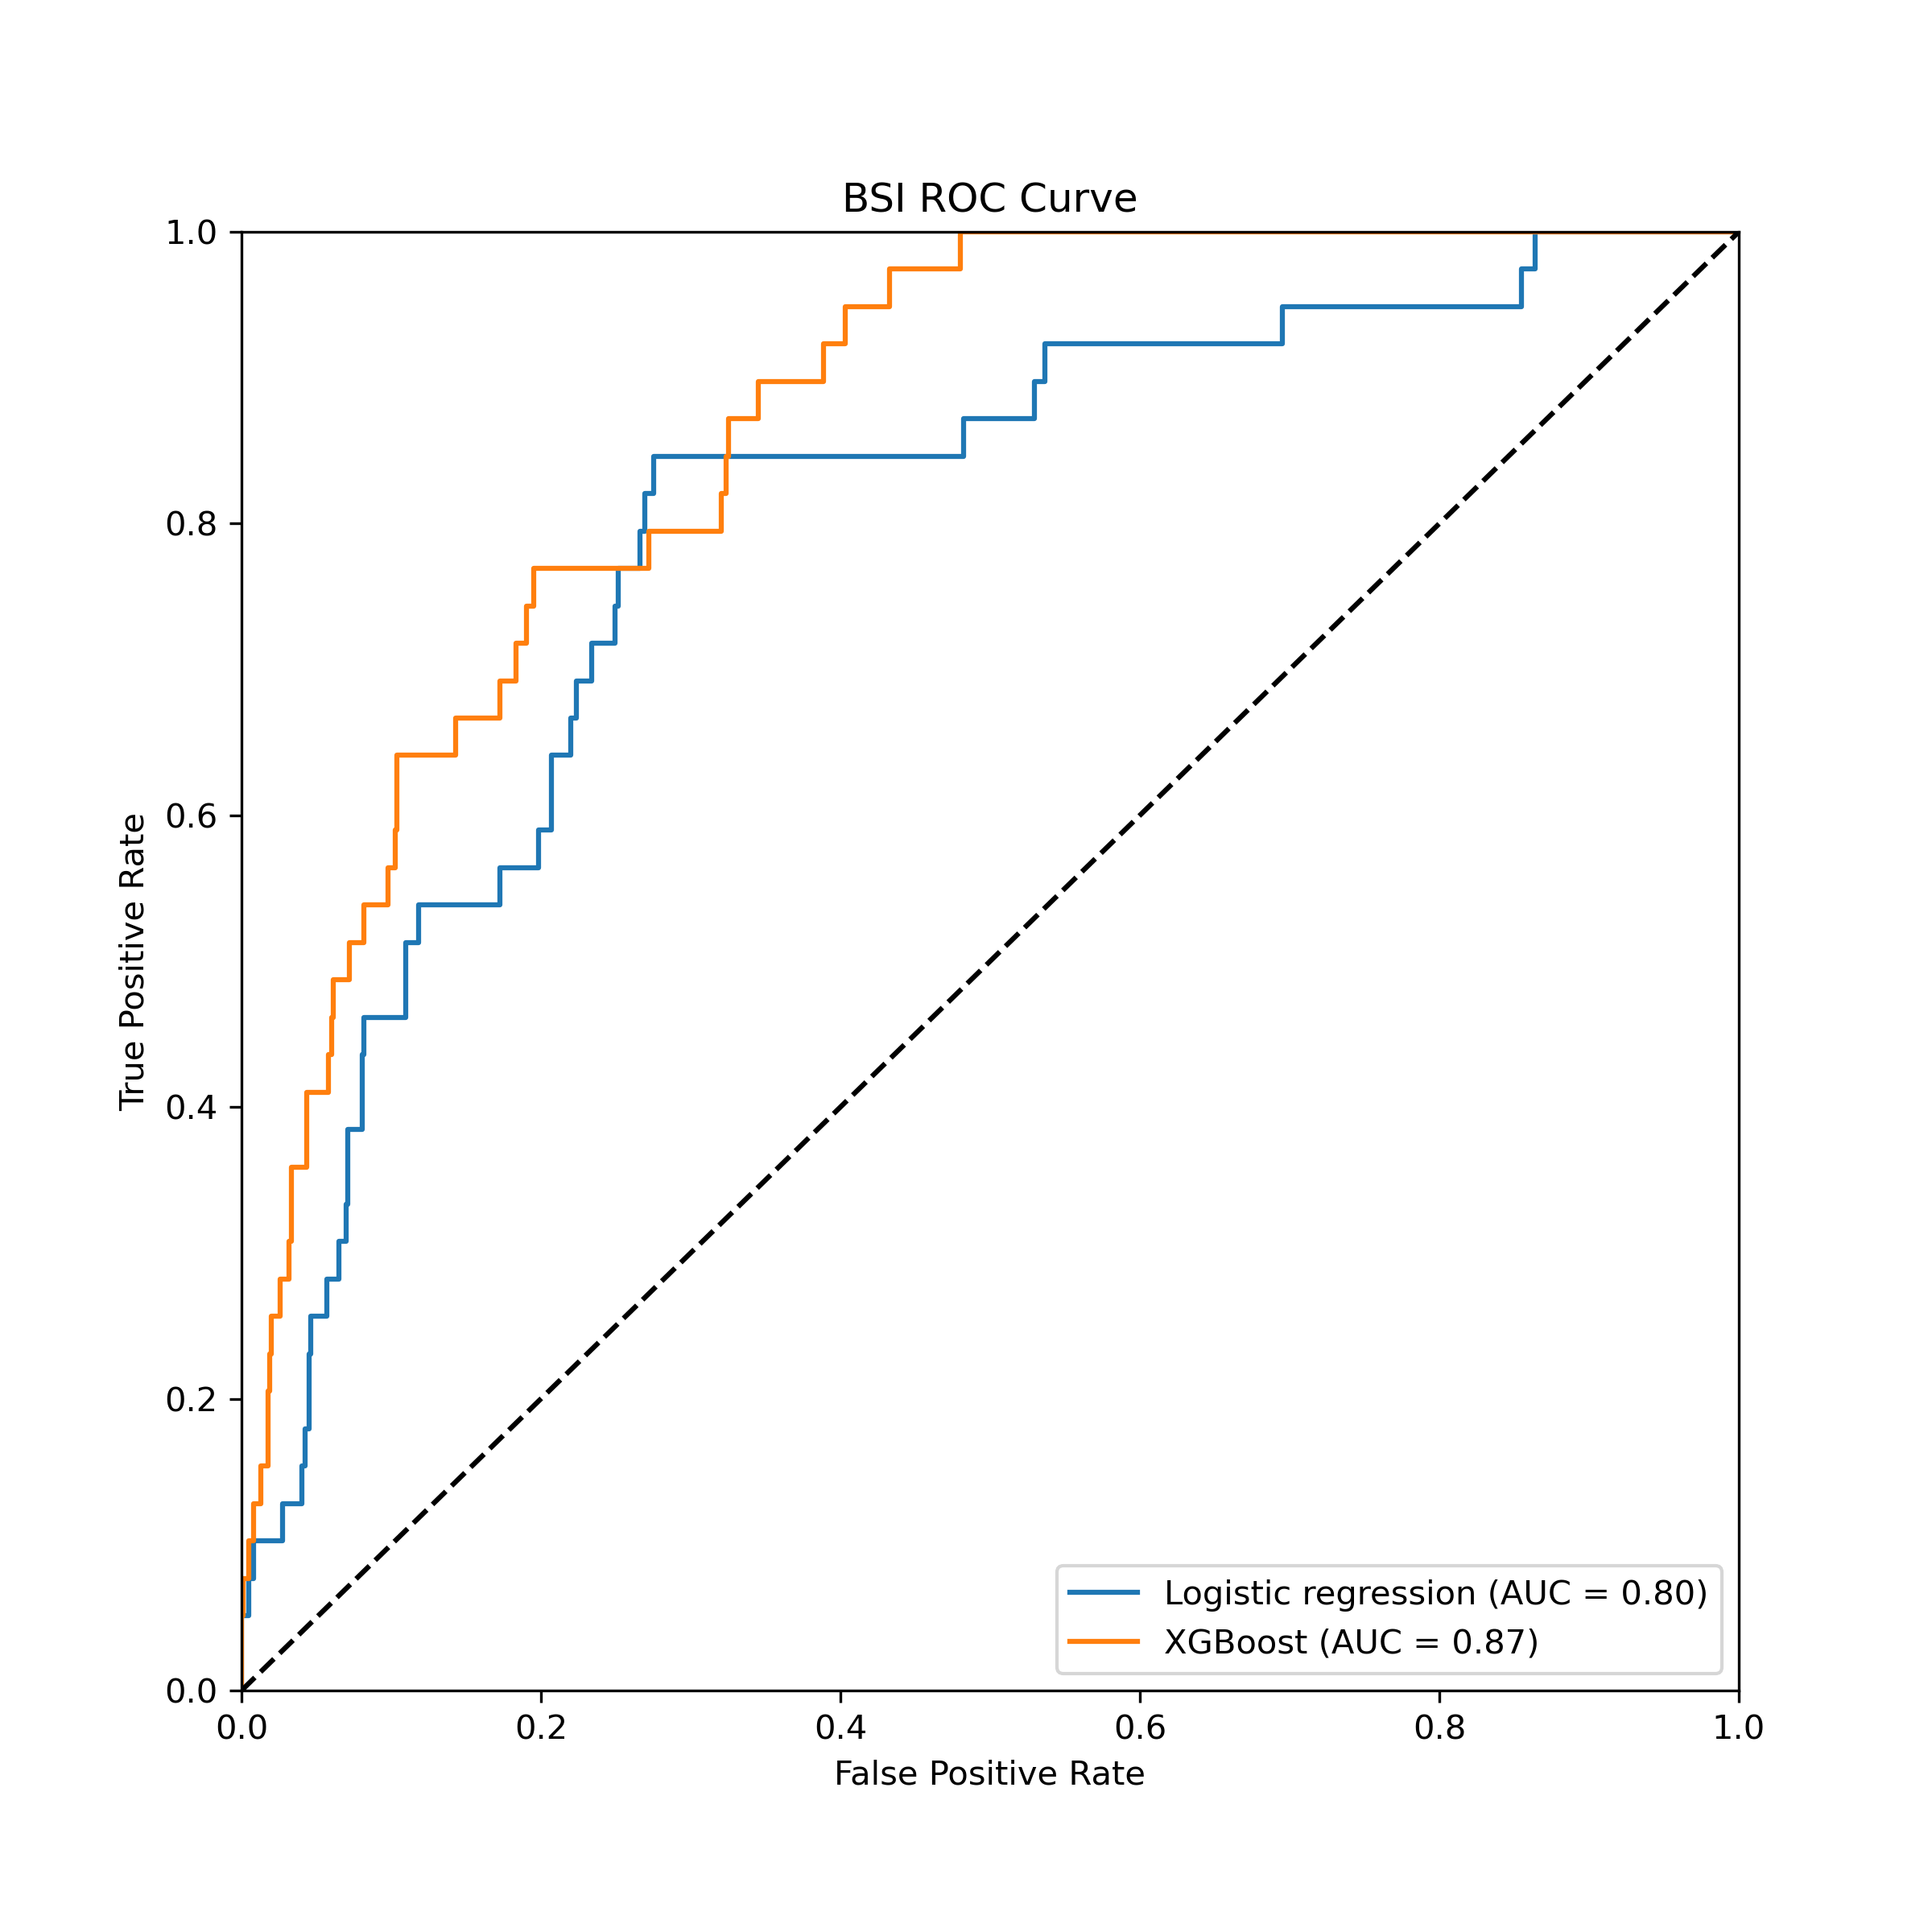 BSI ROC Curve
1.0
0.8
0.6
0.4
0.2
0.0
True Positive Rate
0.0 0.2 0.4 0.6 0.8 1.0
False Positive Rate
Logistic regression (AUC = 0.80)
XGBoost (AUC = 0.87)